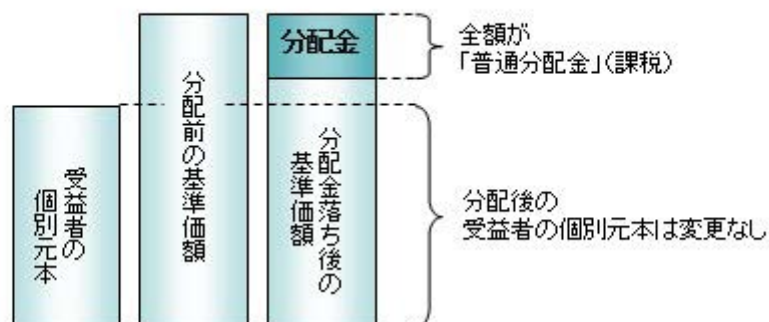 受益者の
個別元本
分配前の基準価額
分配金
分配金落ち後の
基準価額
全額が
「普通分配金」（課税）
分配後の
受益者の個別元本は変更なし